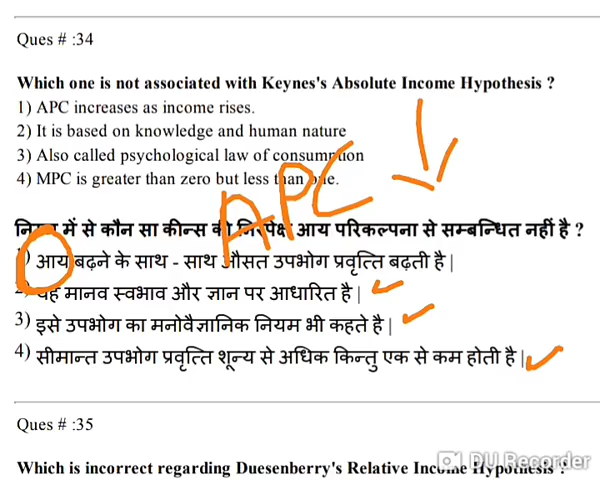 Ques # :34
Which one is not associated with Keynes's Absolute Income Hypothesis ?
1) APC increases as income rises.
2) It is based on knowledge and human nature
3) Also called psychological law of consumption
4) MPC is greater than zero but less than one.
APC ↓
निम्न में से कौन सा कीन्स की निरपेक्ष आय परिकल्पना से सम्बन्धित नहीं है ?
1) आय बढ़ने के साथ - साथ औसत उपभोग प्रवृत्ति बढ़ती है |
2) यह मानव स्वभाव और ज्ञान पर आधारित है |
3) इसे उपभोग का मनोवैज्ञानिक नियम भी कहते है |
4) सीमान्त उपभोग प्रवृत्ति शून्य से अधिक किन्तु एक से कम होती है |
Ques # :35
DU Recorder
Which is incorrect regarding Duesenberry's Relative Income Hypothesis ?